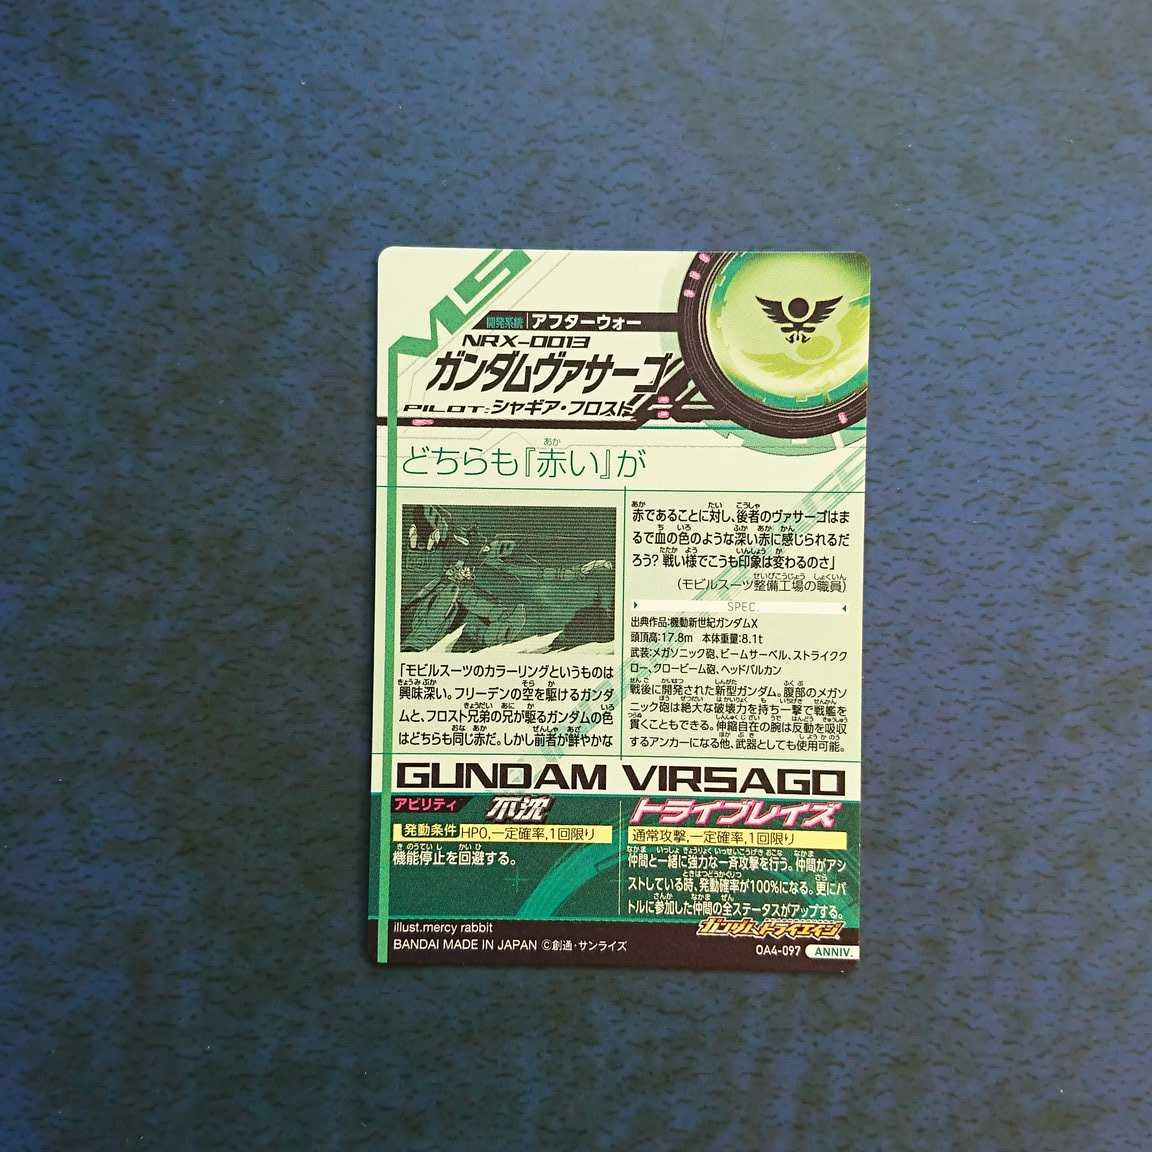 MS
開発系統 アフターウォー
NRX-0013
ガンダムヴァサーゴ
PILOT:シャギア・フロスト
どちらも『赤い』が
「モビルスーツのカラーリングというものは
興味深い。フリーデンの空を駆けるガンダ
ムと、フロスト兄弟の兄が駆るガンダムの色
はどちらも同じ赤だ。しかし前者が鮮やかな
赤であることに対し、後者のヴァサーゴはま
るで血の色のような深い赤に感じられるだ
ろう?戦い様でこうも印象は変わるのさ」
(モビルスーツ整備工場の職員)
SPEC.
出典作品:機動新世紀ガンダムX
頭頂高:17.8m 本体重量:8.1t
武装:メガソニック砲、ビームサーベル、ストライクク
ロー、クロービーム砲、ヘッドバルカン
戦後に開発された新型ガンダム。腹部のメガソ
ニック砲は絶大な破壊力を持ち一撃で戦艦を
貫くこともできる。伸縮自在の腕は反動を吸収
するアンカーになる他、武器としても使用可能。
GUNDAM VIRSAGO
アビリティ 不沈
発動条件 HP0,一定確率,1回限り
機能停止を回避する。
トライブレイズ
通常攻撃,一定確率,1回限り
仲間と一緒に強力な一斉攻撃を行う。仲間がアシ
ストしている時、発動確率が100%になる。更にバ
トルに参加した仲間の全ステータスがアップする。
ガンダムトライエイジ
illust.mercy rabbit
BANDAI MADE IN JAPAN ©創通・サンライズ
OA4-097 ANNIV.